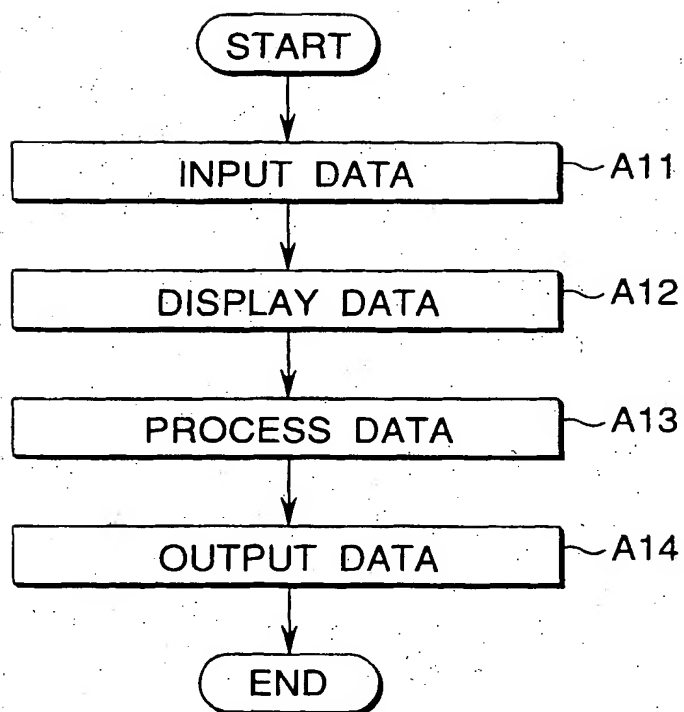 START
INPUT DATA A11
DISPLAY DATA A12
PROCESS DATA A13
OUTPUT DATA A14
END